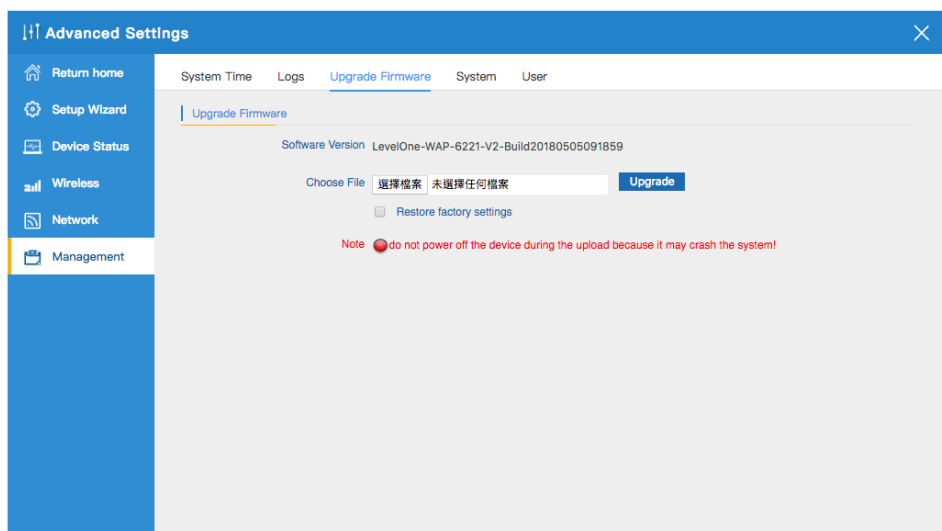 Advanced Settings
Return home
Setup Wizard
Device Status
Wireless
Network
Management
System Time Logs Upgrade Firmware System User
Upgrade Firmware
Software Version LevelOne-WAP-6221-V2-Build20180505091859
Choose File 選擇檔案 未選擇任何檔案 Upgrade
Restore factory settings
Note do not power off the device during the upload because it may crash the system!